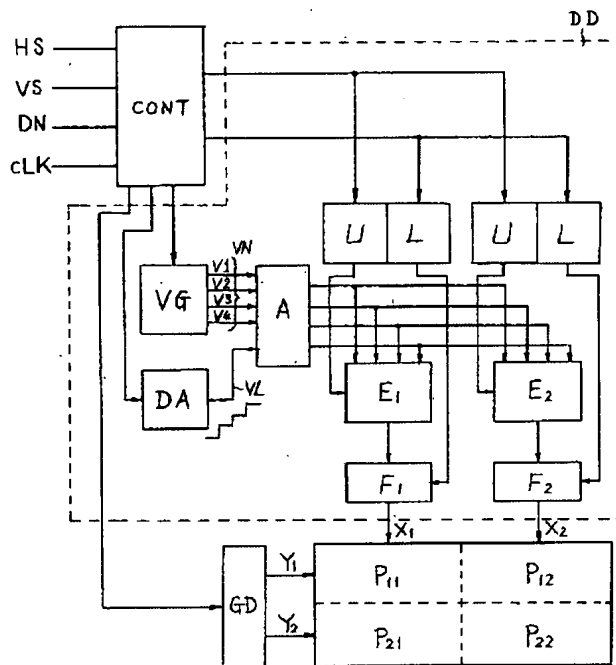 DD
HS
VS
DN
cLK
CONT
U L
U L
VG
V1
V2
V3
V4
VN
A
DA
VL
E1
E2
F1
F2
X1
X2
GD
Y1
Y2
P11
P12
P21
P22